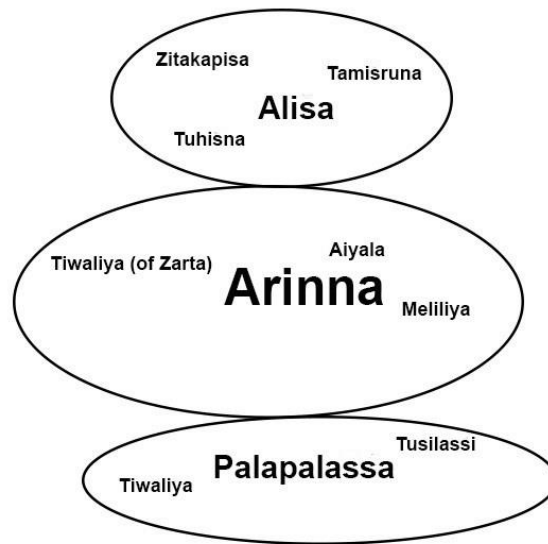 Zitakapisa
Tamisruna
Alisa
Tuhisna
Aiyala
Tiwaliya (of Zarta)
Arinna
Meliliya
Tusilassi
Palapalassa
Tiwaliya